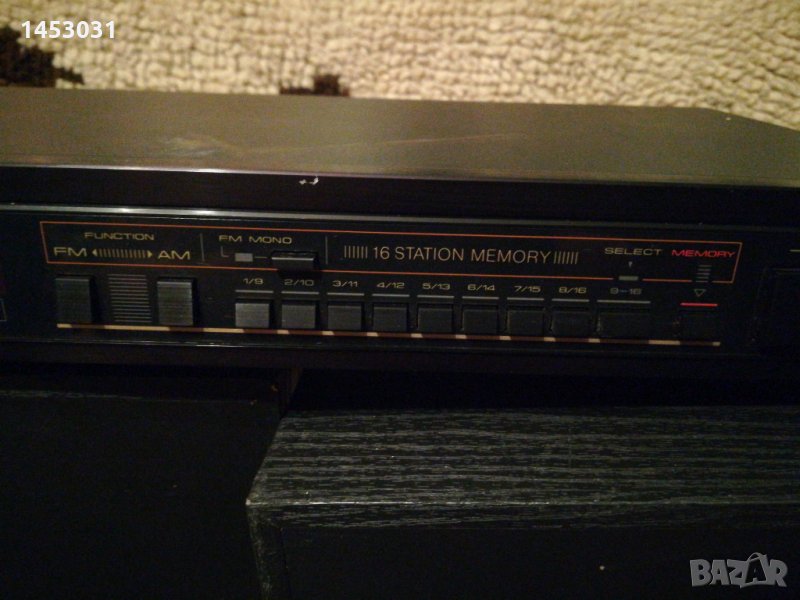 1453031
FUNCTION
FM AM
FM MONO
16 STATION MEMORY
SELECT MEMORY
1/9 2/10 3/11 4/12 5/13 6/14 7/15 8/16 9-16
BAZAR